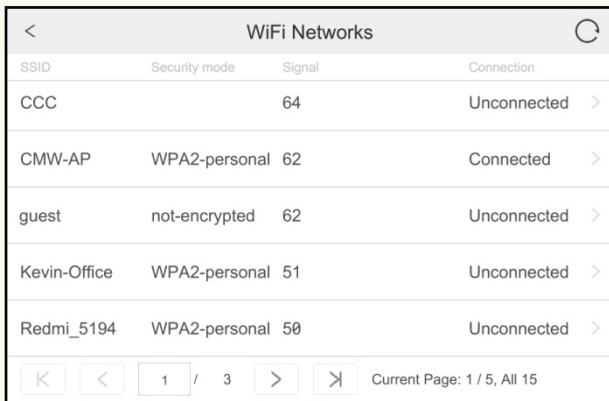 WiFi Networks
SSID Security mode Signal Connection
CCC 64 Unconnected
CMW-AP WPA2-personal 62 Connected
guest not-encrypted 62 Unconnected
Kevin-Office WPA2-personal 51 Unconnected
Redmi_5194 WPA2-personal 50 Unconnected
1 / 3 Current Page: 1 / 5, All 15